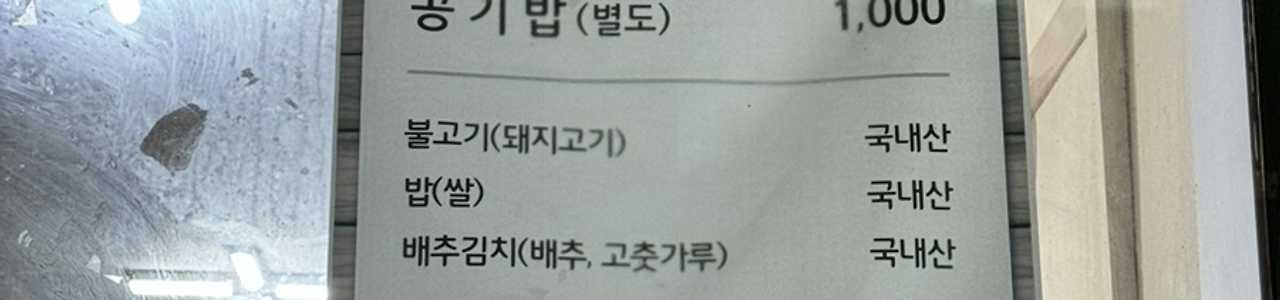 공기밥(별도) 1,000
불고기(돼지고기) 국내산
밥(쌀) 국내산
배추김치(배추, 고춧가루) 국내산